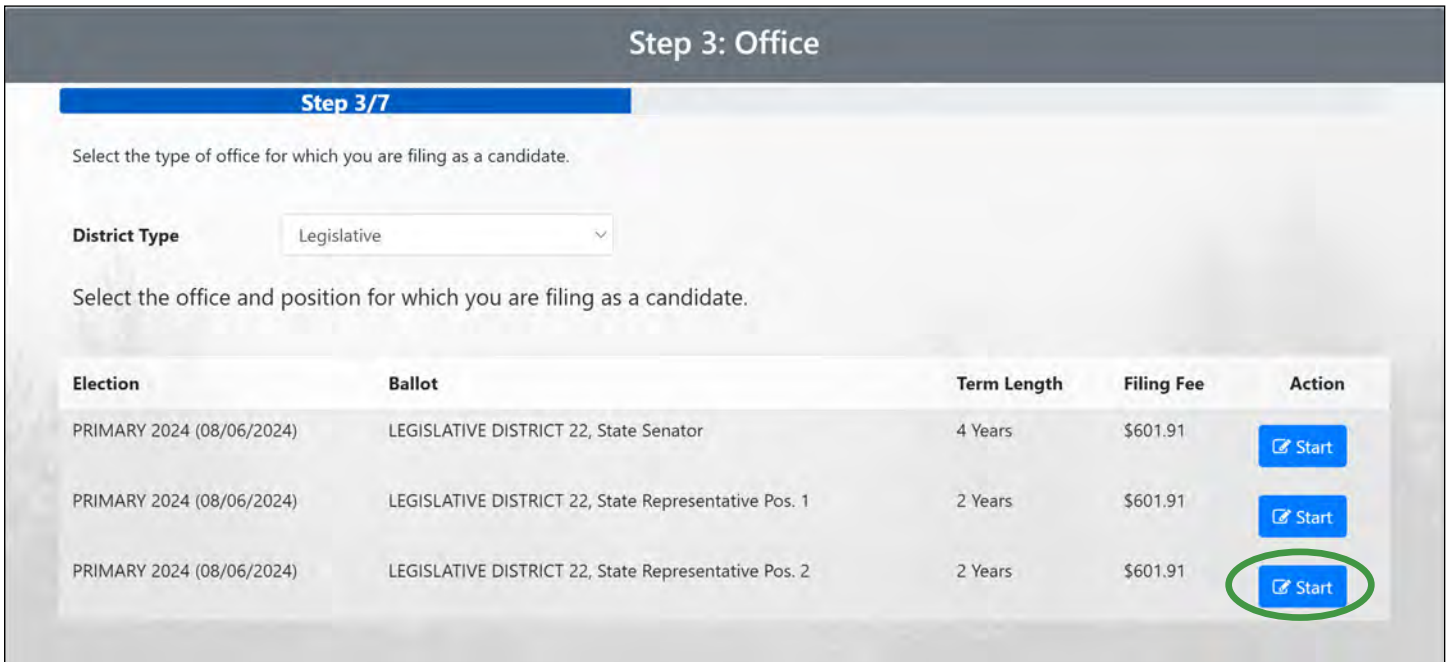 Step 3: Office
Step 3/7
Select the type of office for which you are filing as a candidate.
District Type Legislative
Select the office and position for which you are filing as a candidate.
Election Ballot Term Length Filing Fee Action
PRIMARY 2024 (08/06/2024) LEGISLATIVE DISTRICT 22, State Senator 4 Years $601.91 Start
PRIMARY 2024 (08/06/2024) LEGISLATIVE DISTRICT 22, State Representative Pos. 1 2 Years $601.91 Start
PRIMARY 2024 (08/06/2024) LEGISLATIVE DISTRICT 22, State Representative Pos. 2 2 Years $601.91 Start